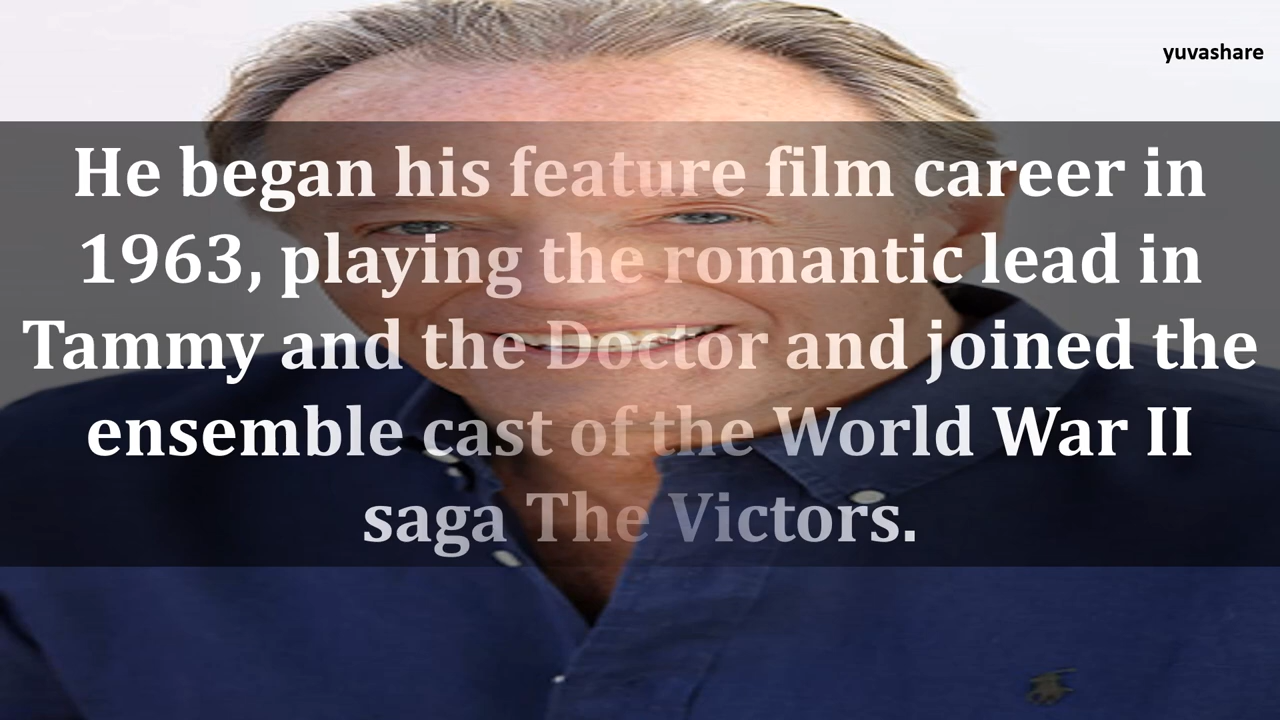 yuvashare
He began his feature film career in
1963, playing the romantic lead in
Tammy and the Doctor and joined the
ensemble cast of the World War II
saga The Victors.